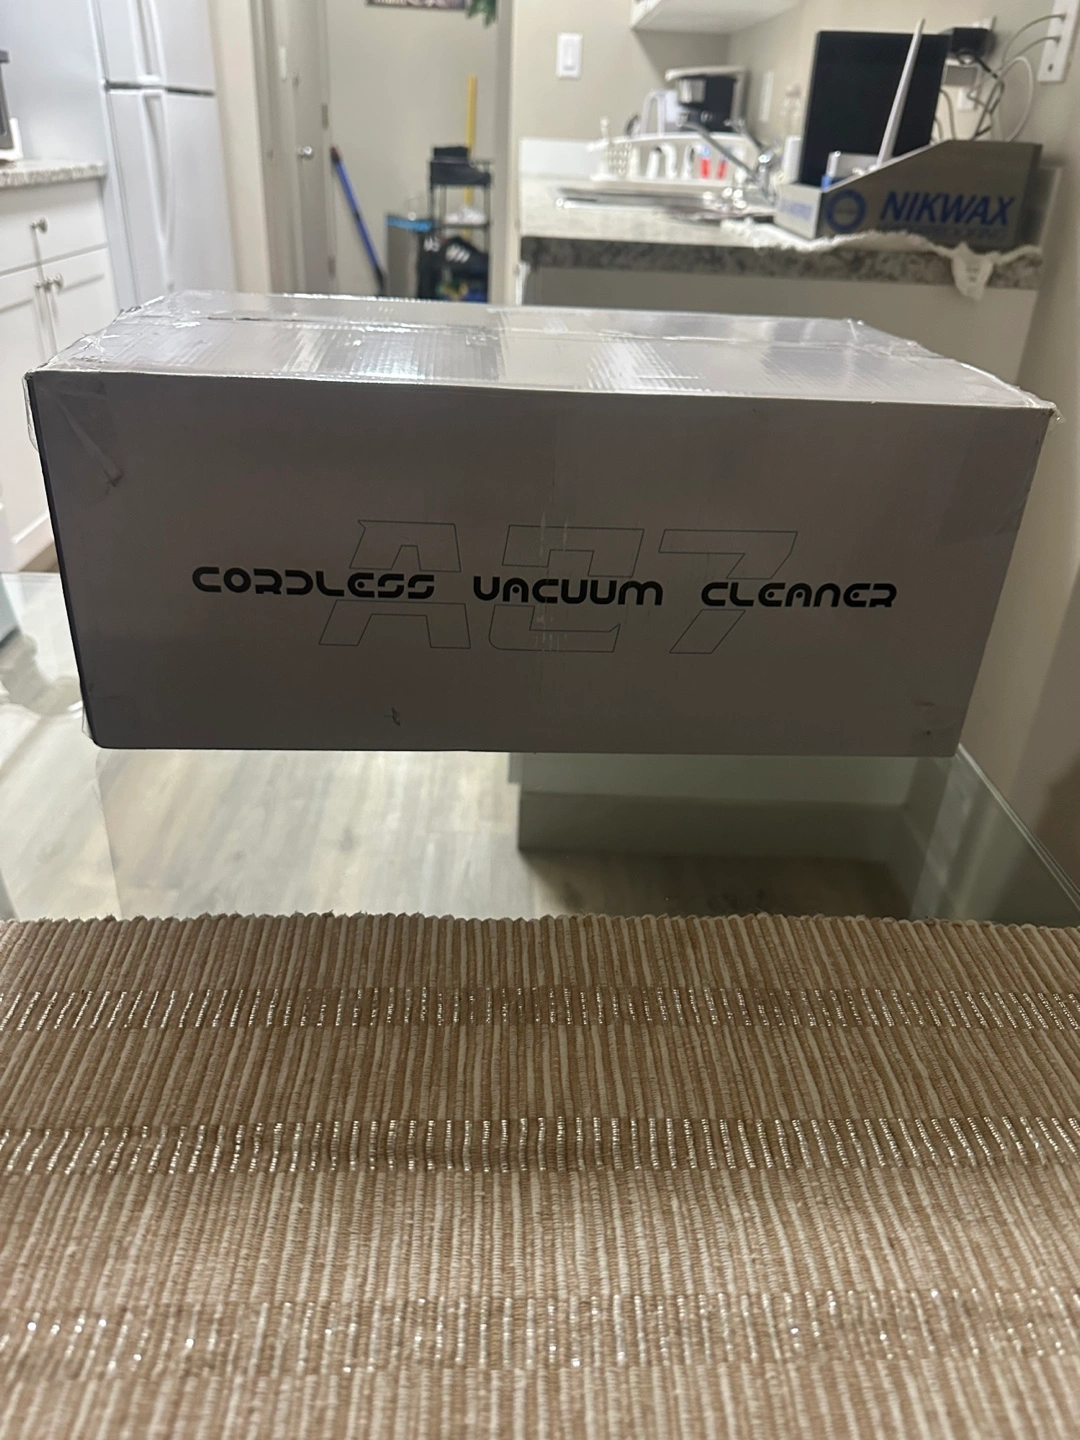 NIKWAX
A27
CORDLESS VACUUM CLEANER